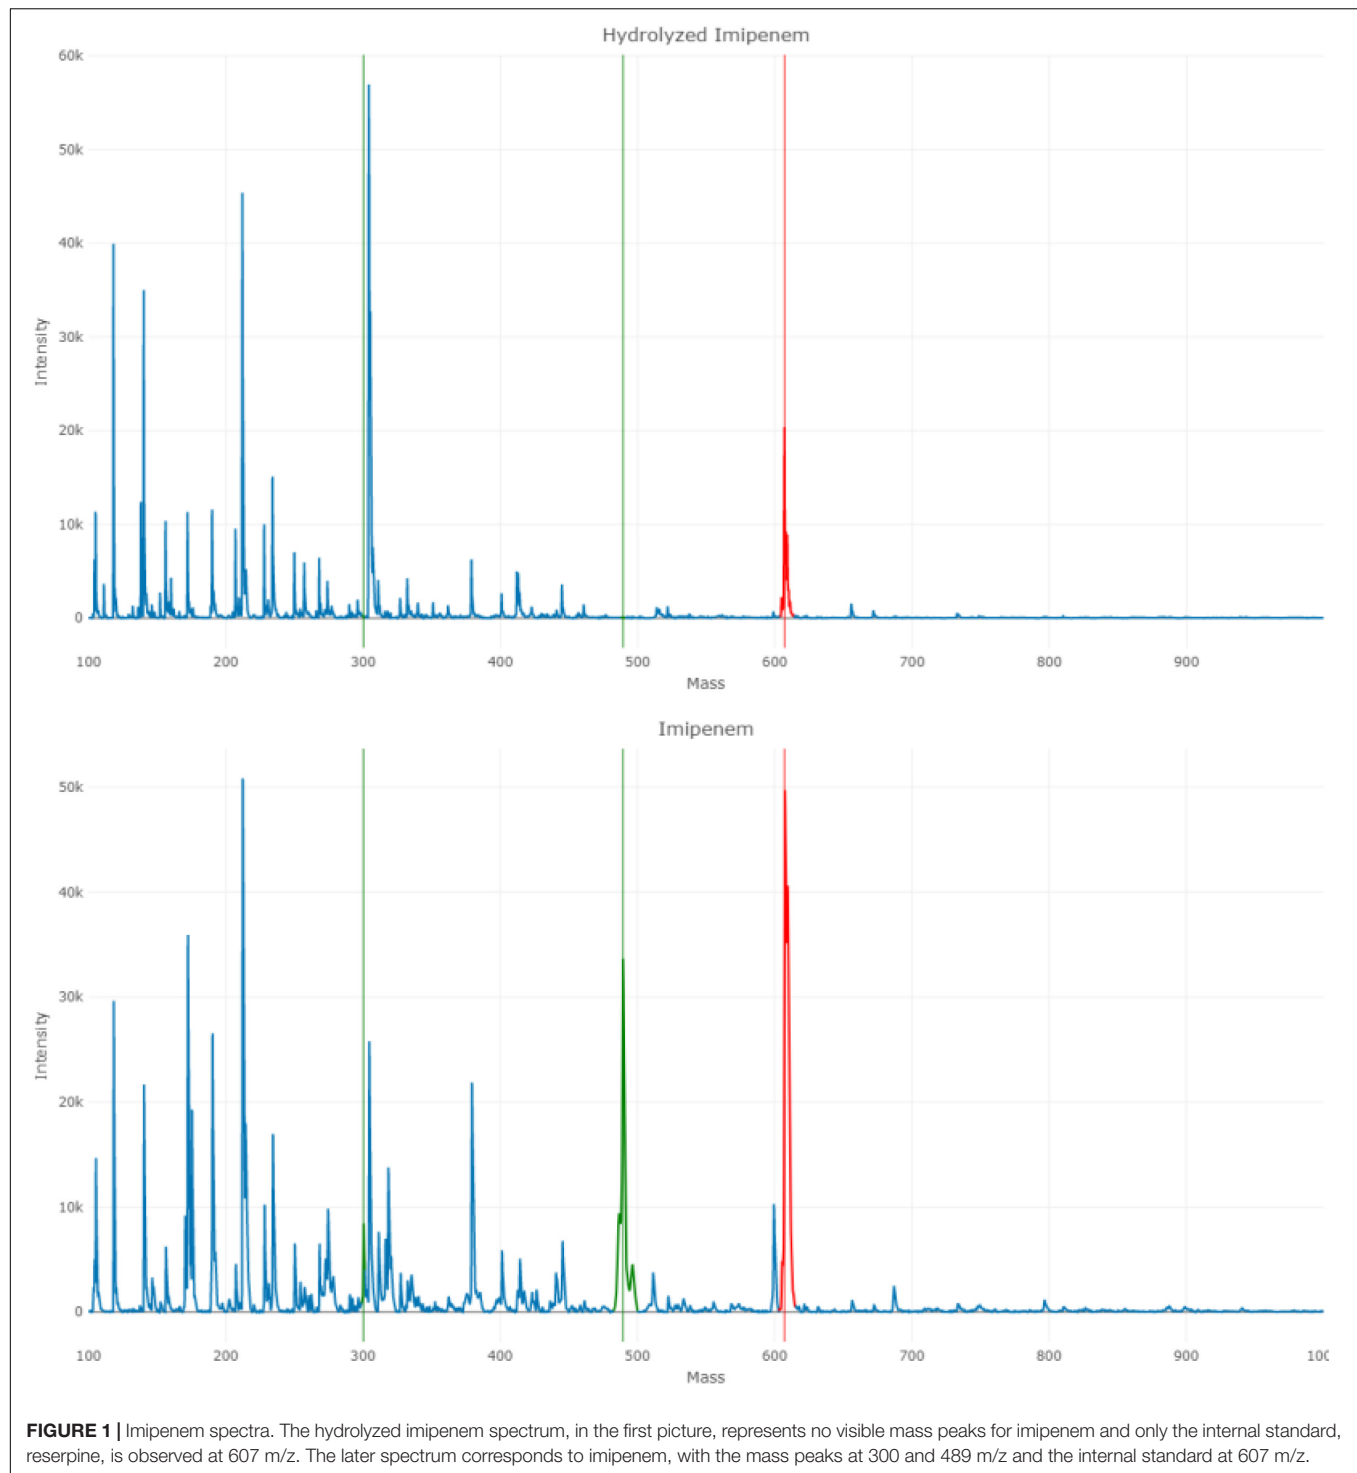 Hydrolyzed Imipenem
60k
50k
40k
30k
20k
10k
0
Intensity
100 200 300 400 500 600 700 800 900
Mass
Imipenem
50k
40k
30k
20k
10k
0
Intensity
100 200 300 400 500 600 700 800 900 100
Mass
FIGURE 1 | Imipenem spectra. The hydrolyzed imipenem spectrum, in the first picture, represents no visible mass peaks for imipenem and only the internal standard,
reserpine, is observed at 607 m/z. The later spectrum corresponds to imipenem, with the mass peaks at 300 and 489 m/z and the internal standard at 607 m/z.